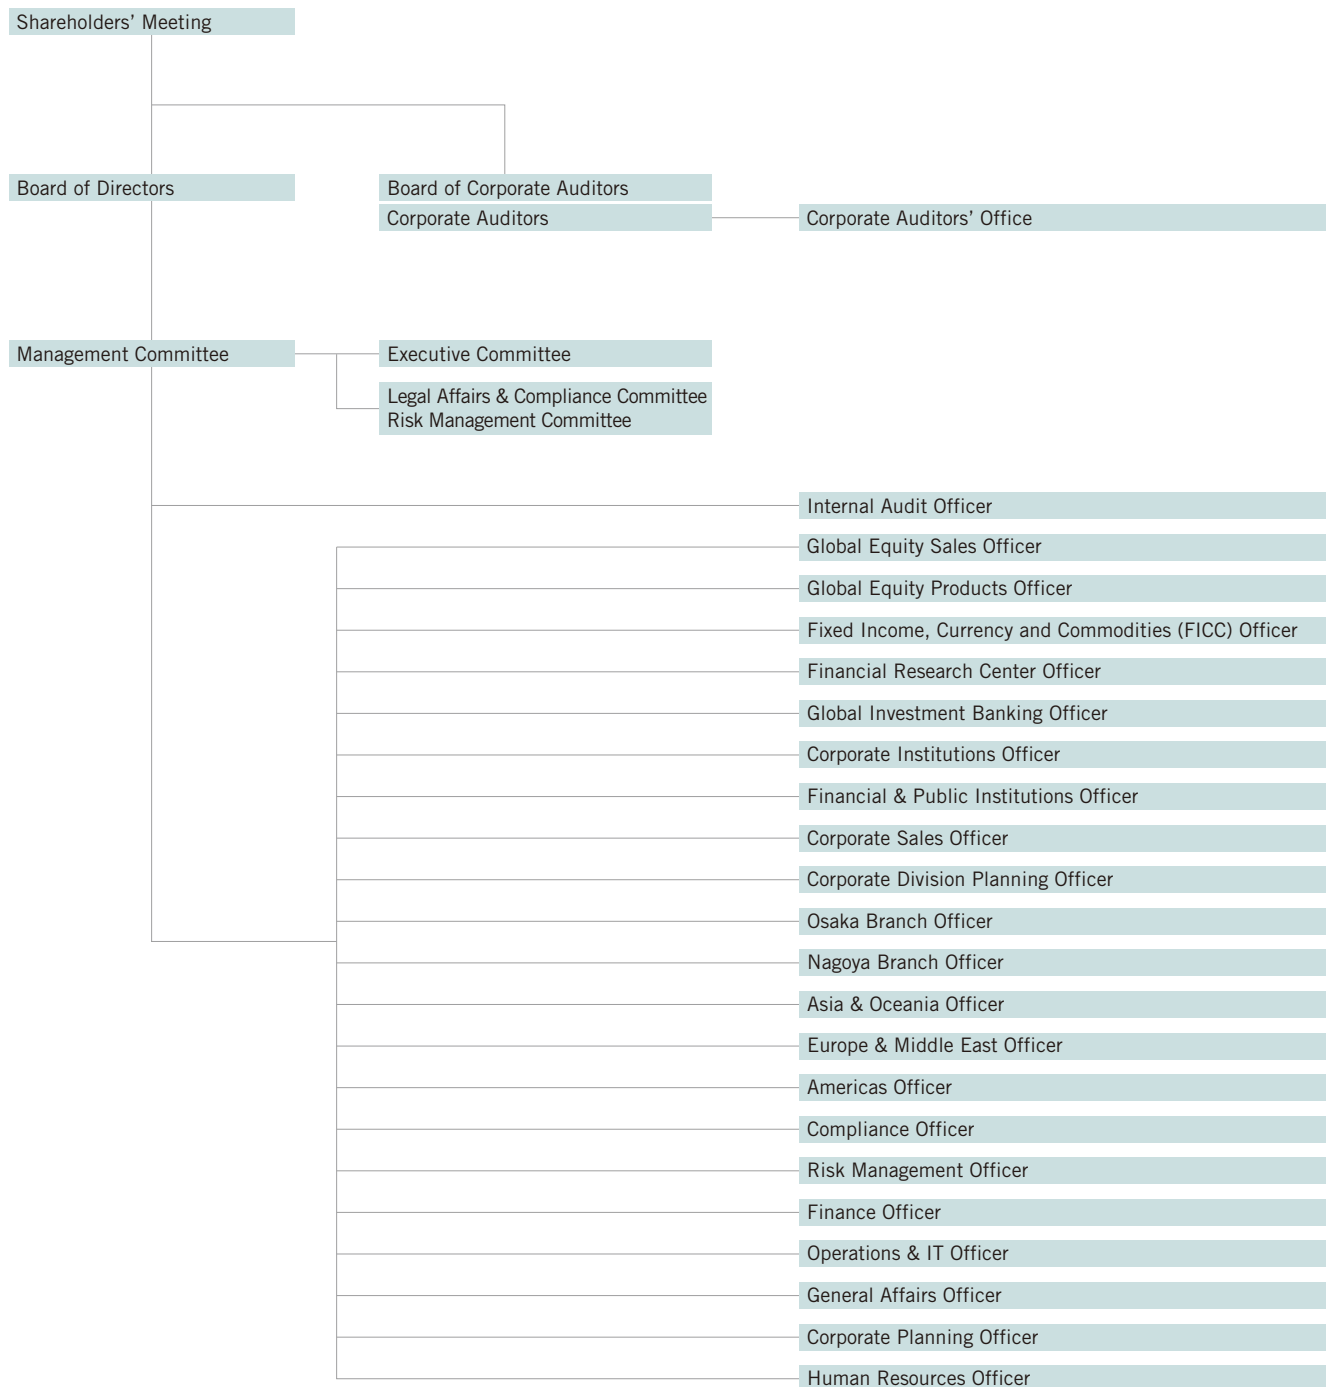 Shareholders’ Meeting
Board of Directors
Board of Corporate Auditors
Corporate Auditors
Corporate Auditors’ Office
Management Committee
Executive Committee
Legal Affairs & Compliance Committee
Risk Management Committee
Internal Audit Officer
Global Equity Sales Officer
Global Equity Products Officer
Fixed Income, Currency and Commodities (FICC) Officer
Financial Research Center Officer
Global Investment Banking Officer
Corporate Institutions Officer
Financial & Public Institutions Officer
Corporate Sales Officer
Corporate Division Planning Officer
Osaka Branch Officer
Nagoya Branch Officer
Asia & Oceania Officer
Europe & Middle East Officer
Americas Officer
Compliance Officer
Risk Management Officer
Finance Officer
Operations & IT Officer
General Affairs Officer
Corporate Planning Officer
Human Resources Officer